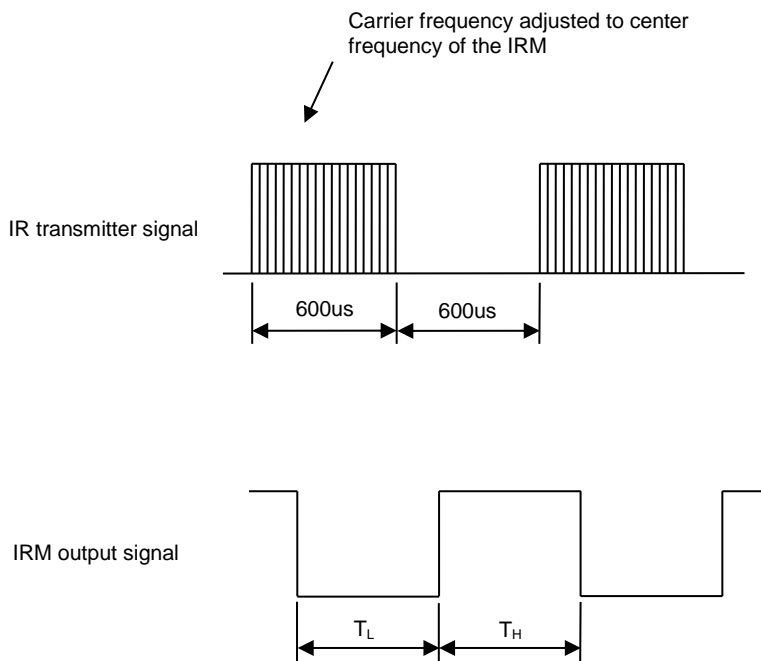 Carrier frequency adjusted to center
frequency of the IRM
IR transmitter signal
600us
600us
IRM output signal
TL
TH